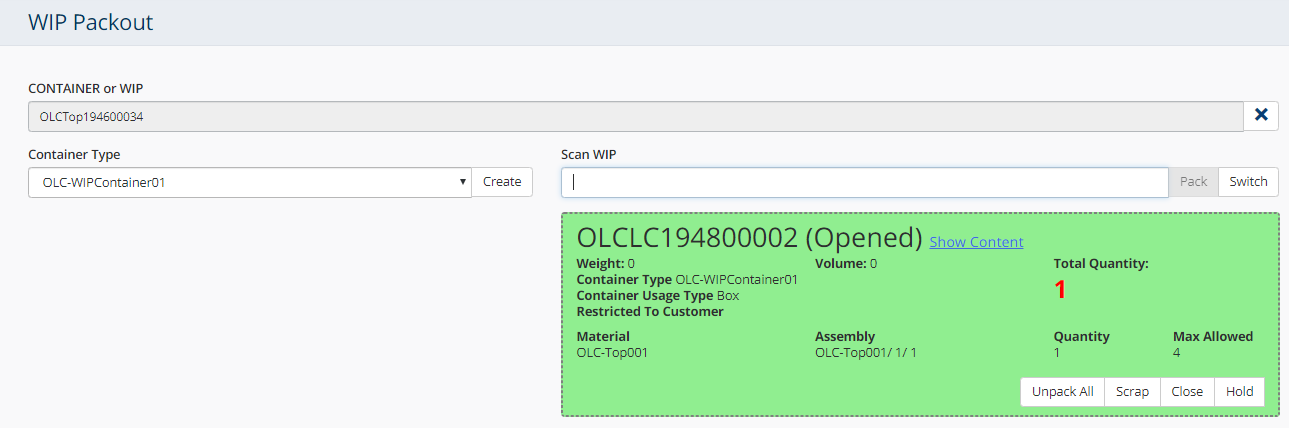 WIP Packout
CONTAINER or WIP
OLCTop194600034
Container Type
Scan WIP
OLC-WIPContainer01
Create
Pack
Switch
OLCLC194800002 (Opened) Show Content
Weight: 0
Volume: 0
Total Quantity:
Container Type OLC-WIPContainer01
1
Container Usage Type Box
Restricted To Customer
Material
Assembly
Quantity
Max Allowed
OLC-Top001
OLC-Top001/ 1/ 1
1
4
Unpack All
Scrap
Close
Hold